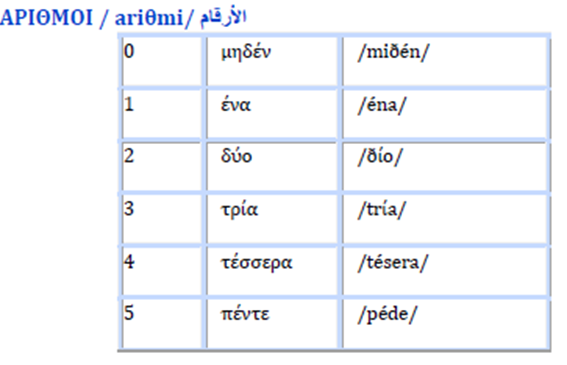 ΑΡΙΘΜΟΙ / ariθmi/ الأرقام
0 μηδέν /miðén/
1 ένα /éna/
2 δύο /ðío/
3 τρία /tría/
4 τέσσερα /tésera/
5 πέντε /péde/